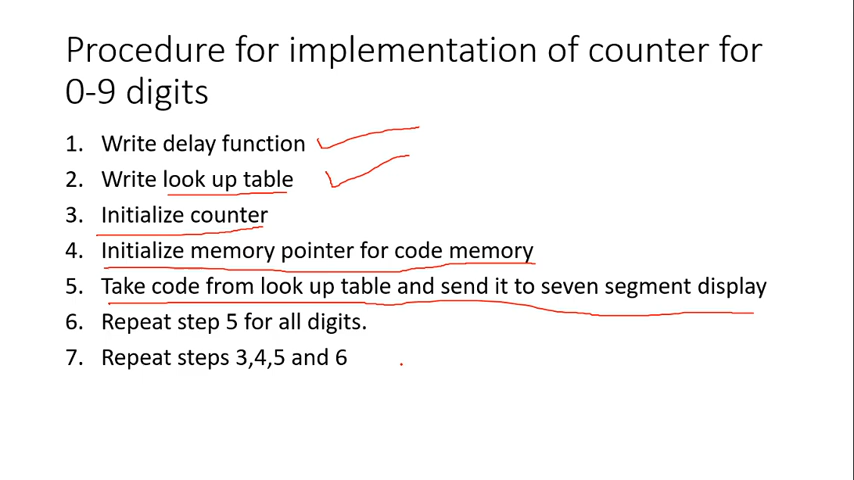 Procedure for implementation of counter for
0-9 digits
1. Write delay function
2. Write look up table
3. Initialize counter
4. Initialize memory pointer for code memory
5. Take code from look up table and send it to seven segment display
6. Repeat step 5 for all digits.
7. Repeat steps 3,4,5 and 6